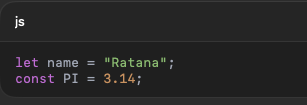 js
let name = "Ratana";
const PI = 3.14;